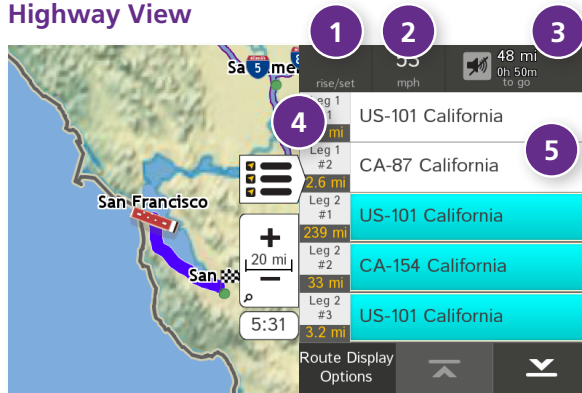 Highway View
1
2
3
rise/set
mph
48 mi
0h 50m
to go
4
5
5
San Francisco
San
+
20 mi
−
5:31
Leg 1
mi
US-101 California
Leg 1
#2
2.6 mi
CA-87 California
Leg 2
#1
239 mi
US-101 California
Leg 2
#2
33 mi
CA-154 California
Leg 2
#3
3.2 mi
US-101 California
Route Display
Options